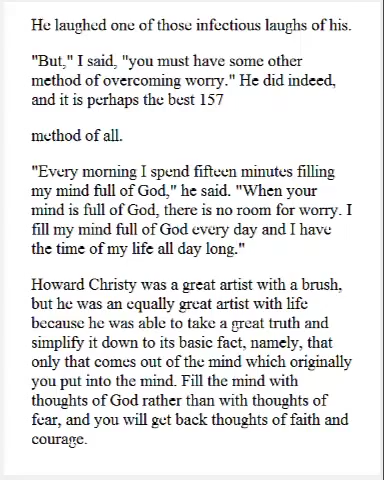 He laughed one of those infectious laughs of his.
"But," I said, "you must have some other
method of overcoming worry." He did indeed,
and it is perhaps the best 157
method of all.
"Every morning I spend fifteen minutes filling
my mind full of God," he said. "When your
mind is full of God, there is no room for worry. I
fill my mind full of God every day and I have
the time of my life all day long."
Howard Christy was a great artist with a brush,
but he was an equally great artist with life
because he was able to take a great truth and
simplify it down to its basic fact, namely, that
only that comes out of the mind which originally
you put into the mind. Fill the mind with
thoughts of God rather than with thoughts of
fear, and you will get back thoughts of faith and
courage.